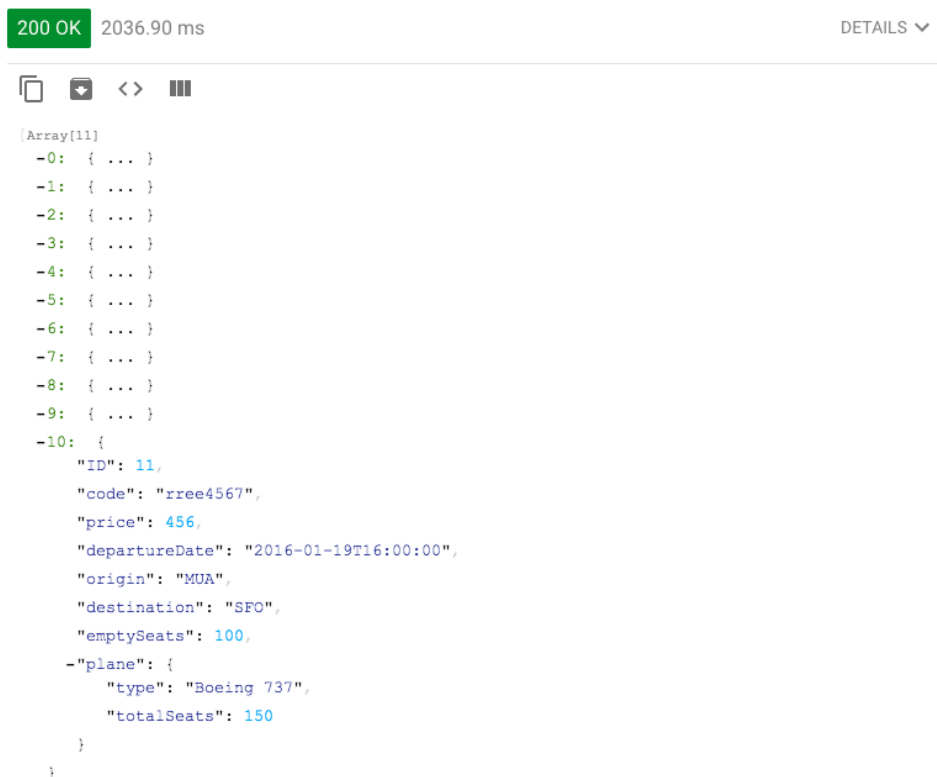 200 OK 2036.90 ms DETAILS
[Array[11]
-0: { ... }
-1: { ... }
-2: { ... }
-3: { ... }
-4: { ... }
-5: { ... }
-6: { ... }
-7: { ... }
-8: { ... }
-9: { ... }
-10: {
"ID": 11,
"code": "rree4567",
"price": 456,
"departureDate": "2016-01-19T16:00:00",
"origin": "MUA",
"destination": "SFO",
"emptySeats": 100,
-"plane": {
"type": "Boeing 737",
"totalSeats": 150
}
}